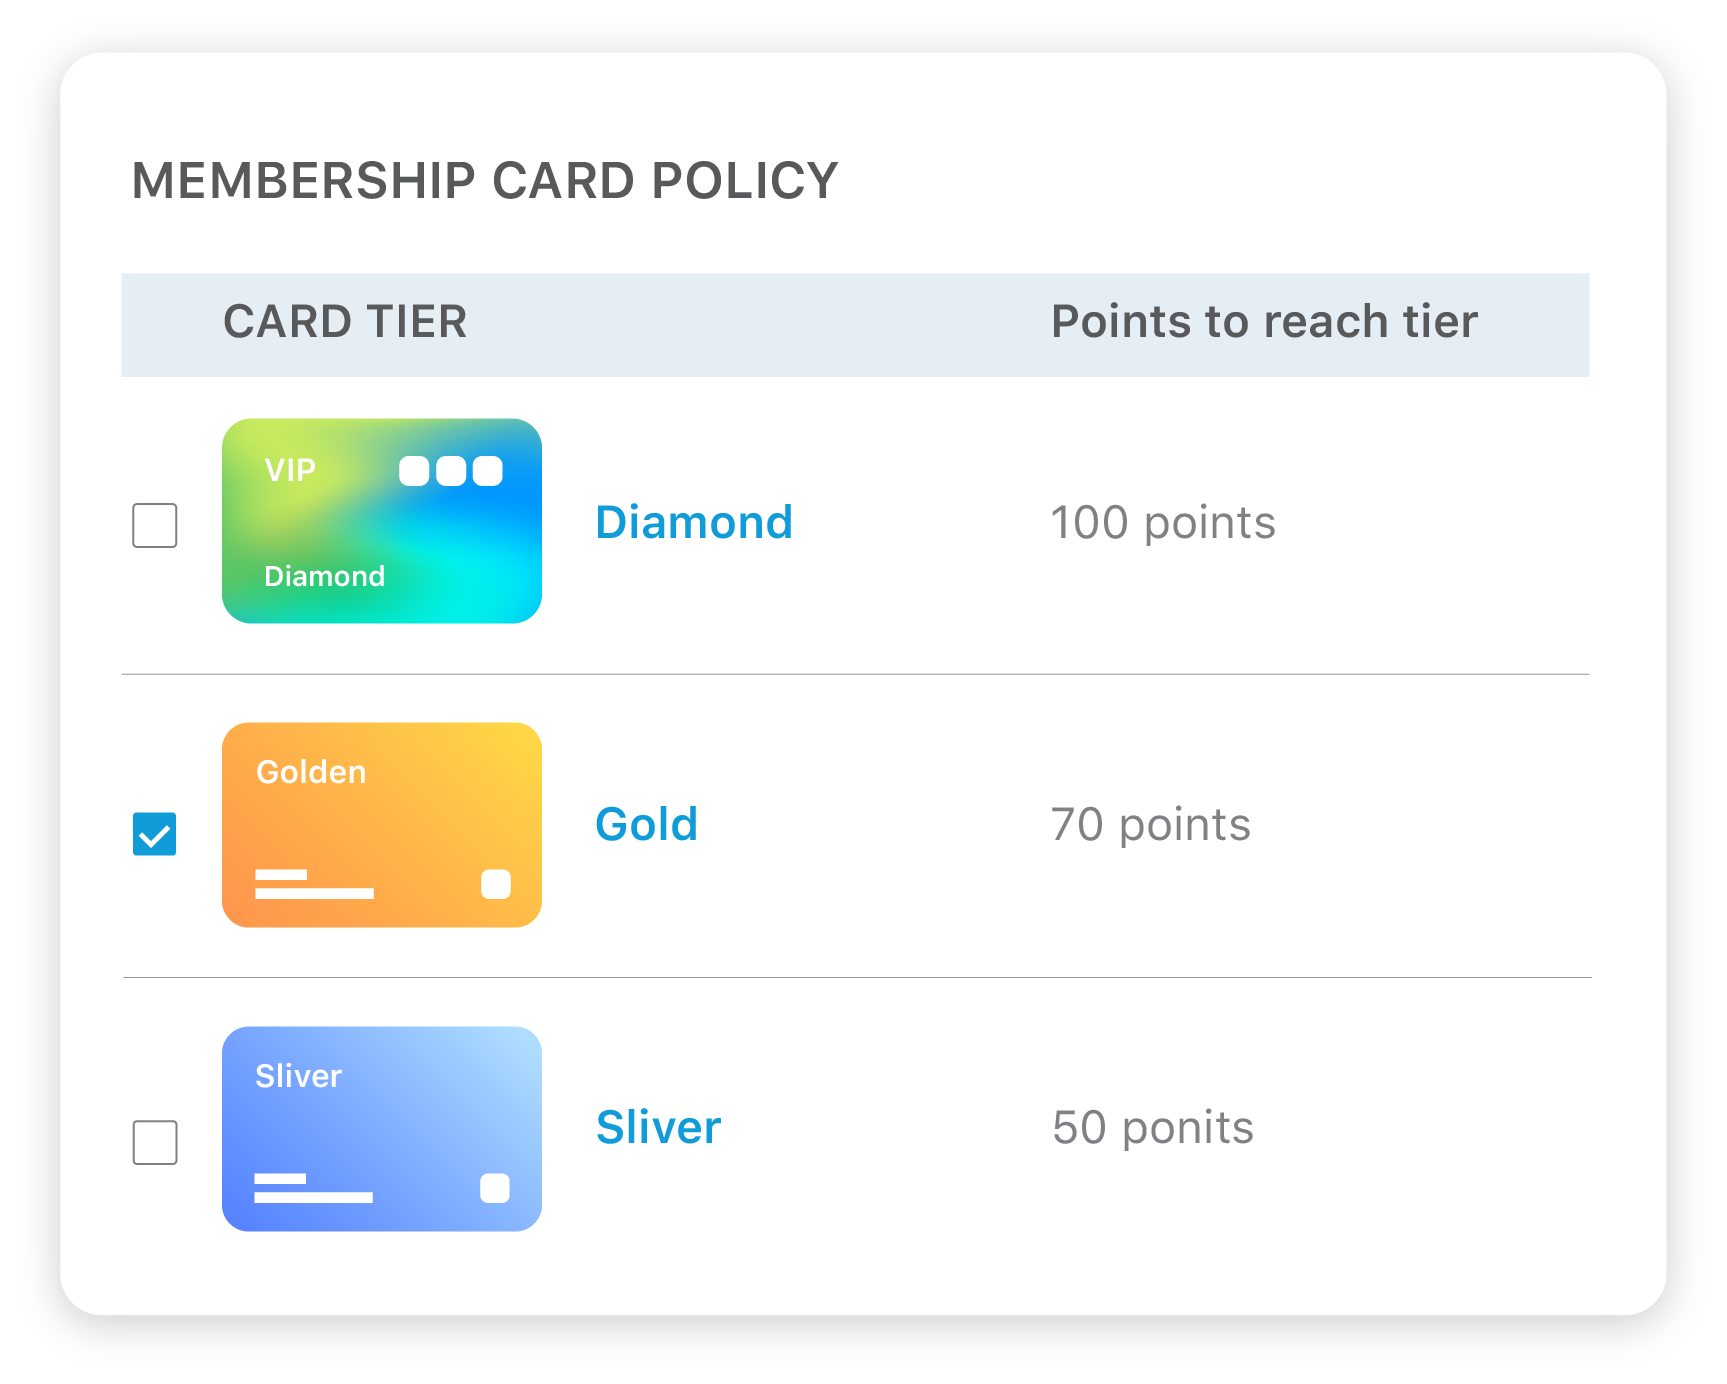 MEMBERSHIP CARD POLICY
CARD TIER Points to reach tier
VIP
Diamond
Diamond 100 points
Golden
Gold 70 points
Sliver
Sliver 50 ponits